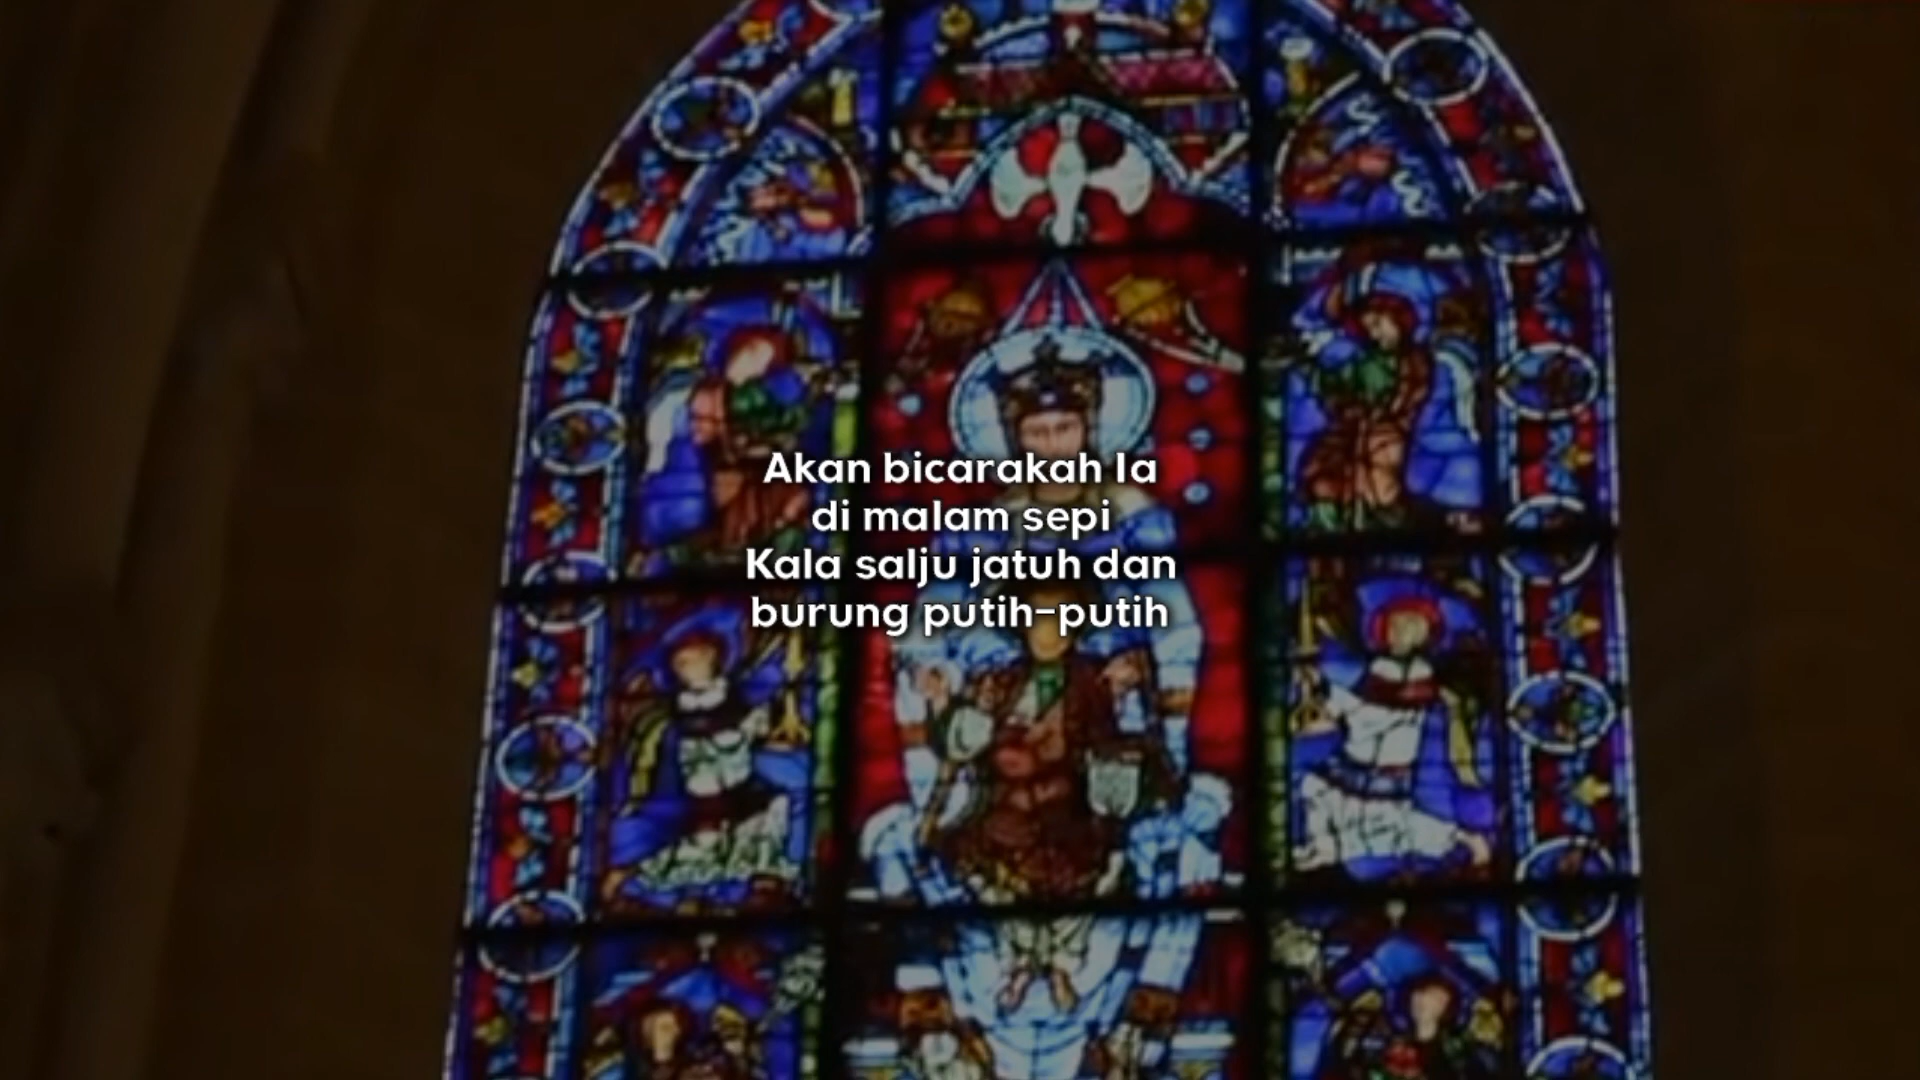 Akan bicarakah Ia
di malam sepi
Kala salju jatuh dan
burung putih-putih